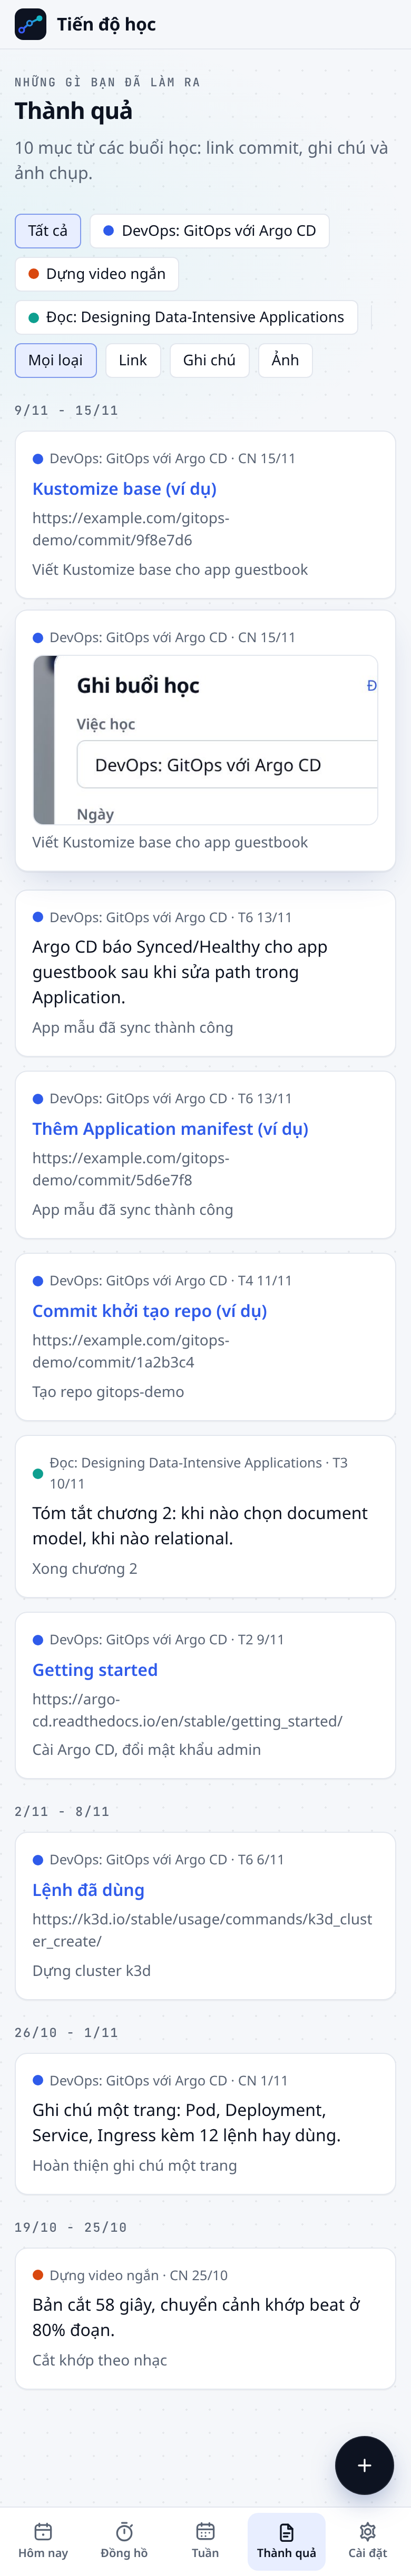 Tiến độ học
NHỮNG GÌ BẠN ĐÃ LÀM RA
Thành quả
10 mục từ các buổi học: link commit, ghi chú và
ảnh chụp.
Tất cả
DevOps: GitOps với Argo CD
Dựng video ngắn
Đọc: Designing Data-Intensive Applications
Mọi loại
Link
Ghi chú
Ảnh
9/11 - 15/11
DevOps: GitOps với Argo CD · CN 15/11
Kustomize base (ví dụ)
https://example.com/gitops-
demo/commit/9f8e7d6
Viết Kustomize base cho app guestbook
DevOps: GitOps với Argo CD · CN 15/11
Ghi buổi học
Đ
Việc học
DevOps: GitOps với Argo CD
Ngày
Viết Kustomize base cho app guestbook
DevOps: GitOps với Argo CD · T6 13/11
Argo CD báo Synced/Healthy cho app
guestbook sau khi sửa path trong
Application.
App mẫu đã sync thành công
DevOps: GitOps với Argo CD · T6 13/11
Thêm Application manifest (ví dụ)
https://example.com/gitops-
demo/commit/5d6e7f8
App mẫu đã sync thành công
DevOps: GitOps với Argo CD · T4 11/11
Commit khởi tạo repo (ví dụ)
https://example.com/gitops-
demo/commit/1a2b3c4
Tạo repo gitops-demo
Đọc: Designing Data-Intensive Applications · T3
10/11
Tóm tắt chương 2: khi nào chọn document
model, khi nào relational.
Xong chương 2
DevOps: GitOps với Argo CD · T2 9/11
Getting started
https://argo-
cd.readthedocs.io/en/stable/getting_started/
Cài Argo CD, đổi mật khẩu admin
2/11 - 8/11
DevOps: GitOps với Argo CD · T6 6/11
Lệnh đã dùng
https://k3d.io/stable/usage/commands/k3d_clust
er_create/
Dựng cluster k3d
26/10 - 1/11
DevOps: GitOps với Argo CD · CN 1/11
Ghi chú một trang: Pod, Deployment,
Service, Ingress kèm 12 lệnh hay dùng.
Hoàn thiện ghi chú một trang
19/10 - 25/10
Dựng video ngắn · CN 25/10
Bản cắt 58 giây, chuyển cảnh khớp beat ở
80% đoạn.
Cắt khớp theo nhạc
Hôm nay
Đồng hồ
Tuần
Thành quả
Cài đặt